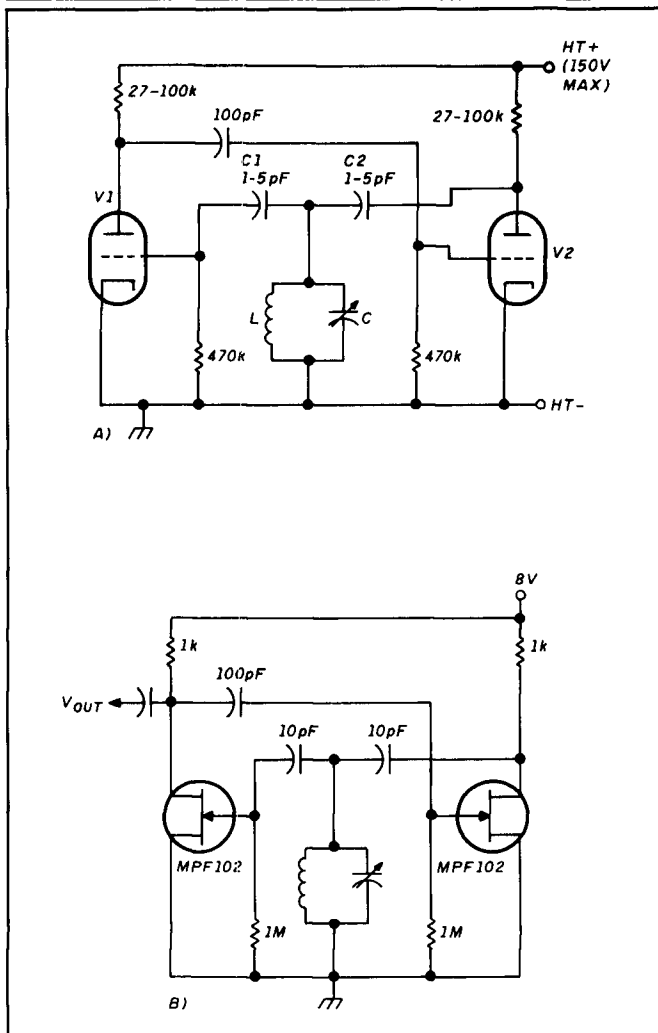 HT+
(150V
MAX)
27-100k
100pF
27-100k
C1
1-5pF
C2
1-5pF
V1
V2
L
C
470k
470k
HT-
A)
8V
1k
1k
100pF
VOUT
10pF
10pF
MPF102
MPF102
1M
1M
B)